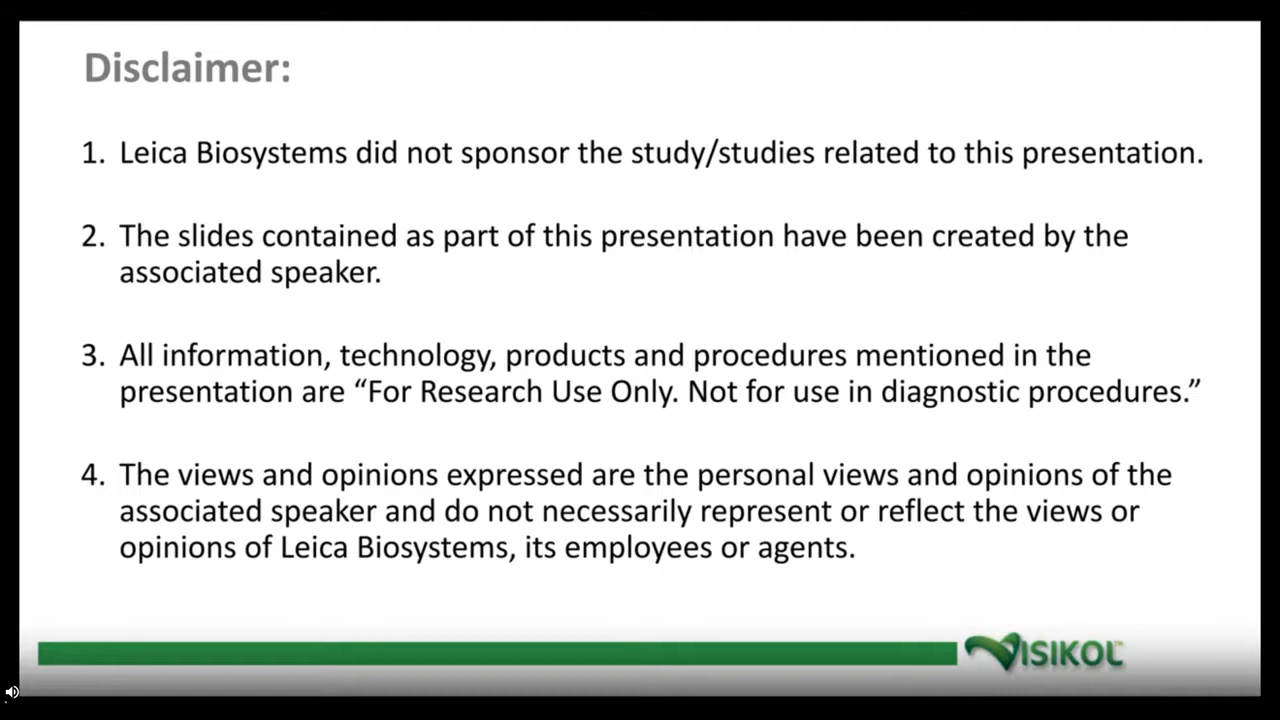 Disclaimer:
1. Leica Biosystems did not sponsor the study/studies related to this presentation.
2. The slides contained as part of this presentation have been created by the
associated speaker.
3. All information, technology, products and procedures mentioned in the
presentation are “For Research Use Only. Not for use in diagnostic procedures.”
4. The views and opinions expressed are the personal views and opinions of the
associated speaker and do not necessarily represent or reflect the views or
opinions of Leica Biosystems, its employees or agents.
VISIKOL™